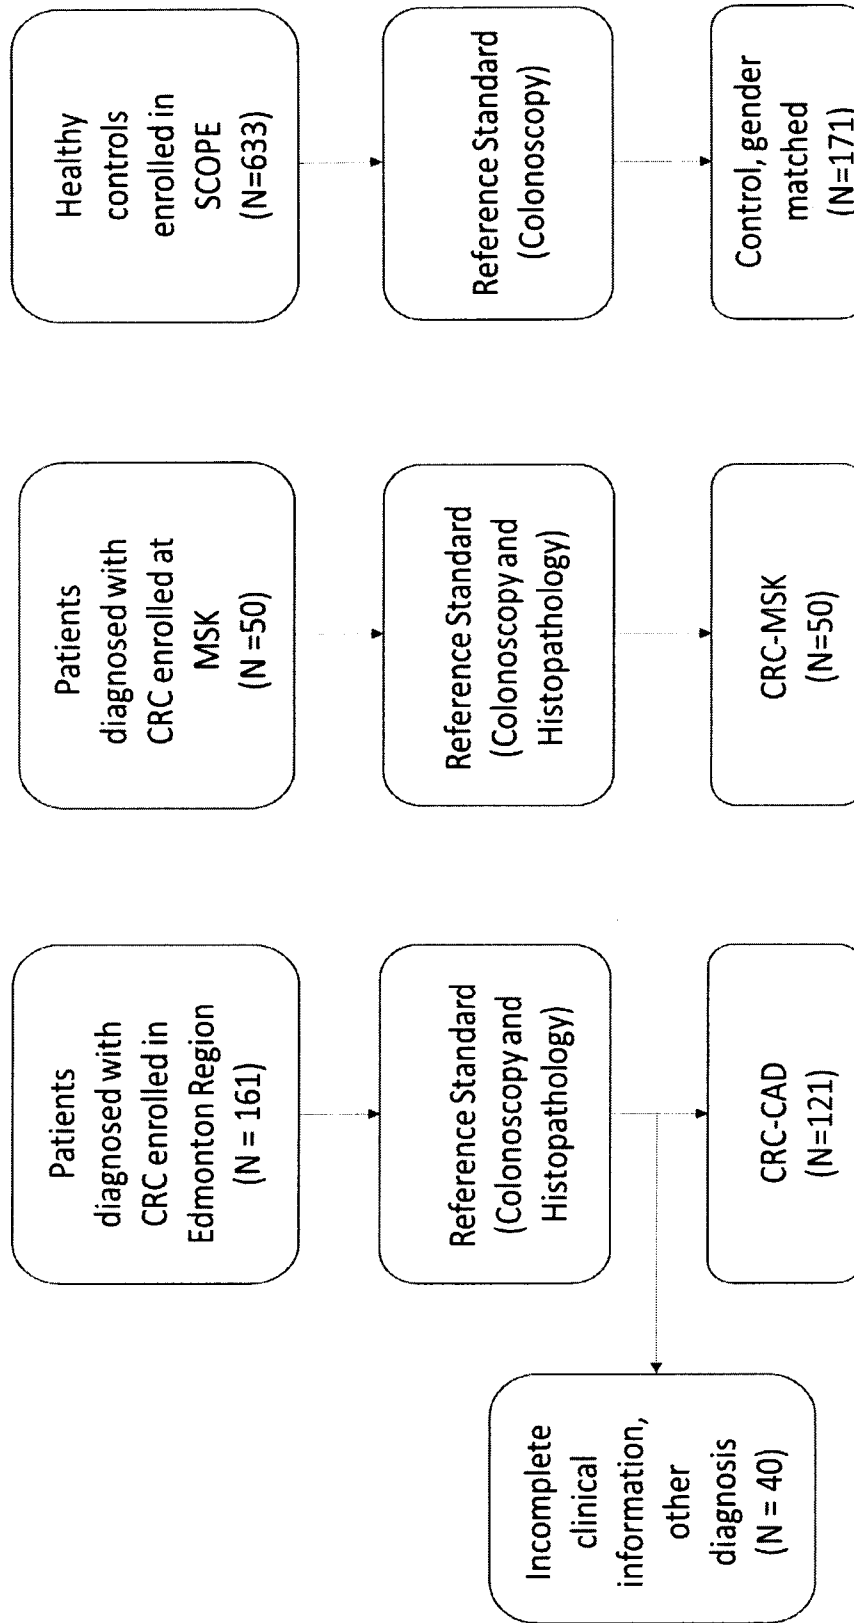 Patients
diagnosed with
CRC enrolled in
Edmonton Region
(N = 161)
Patients
diagnosed with
CRC enrolled at
MSK
(N =50)
Healthy
controls
enrolled in
SCOPE
(N=633)
Reference Standard
(Colonoscopy and
Histopathology)
Reference Standard
(Colonoscopy and
Histopathology)
Reference Standard
(Colonoscopy)
Incomplete
clinical
information,
other
diagnosis
(N = 40)
CRC-CAD
(N=121)
CRC-MSK
(N=50)
Control, gender
matched
(N=171)